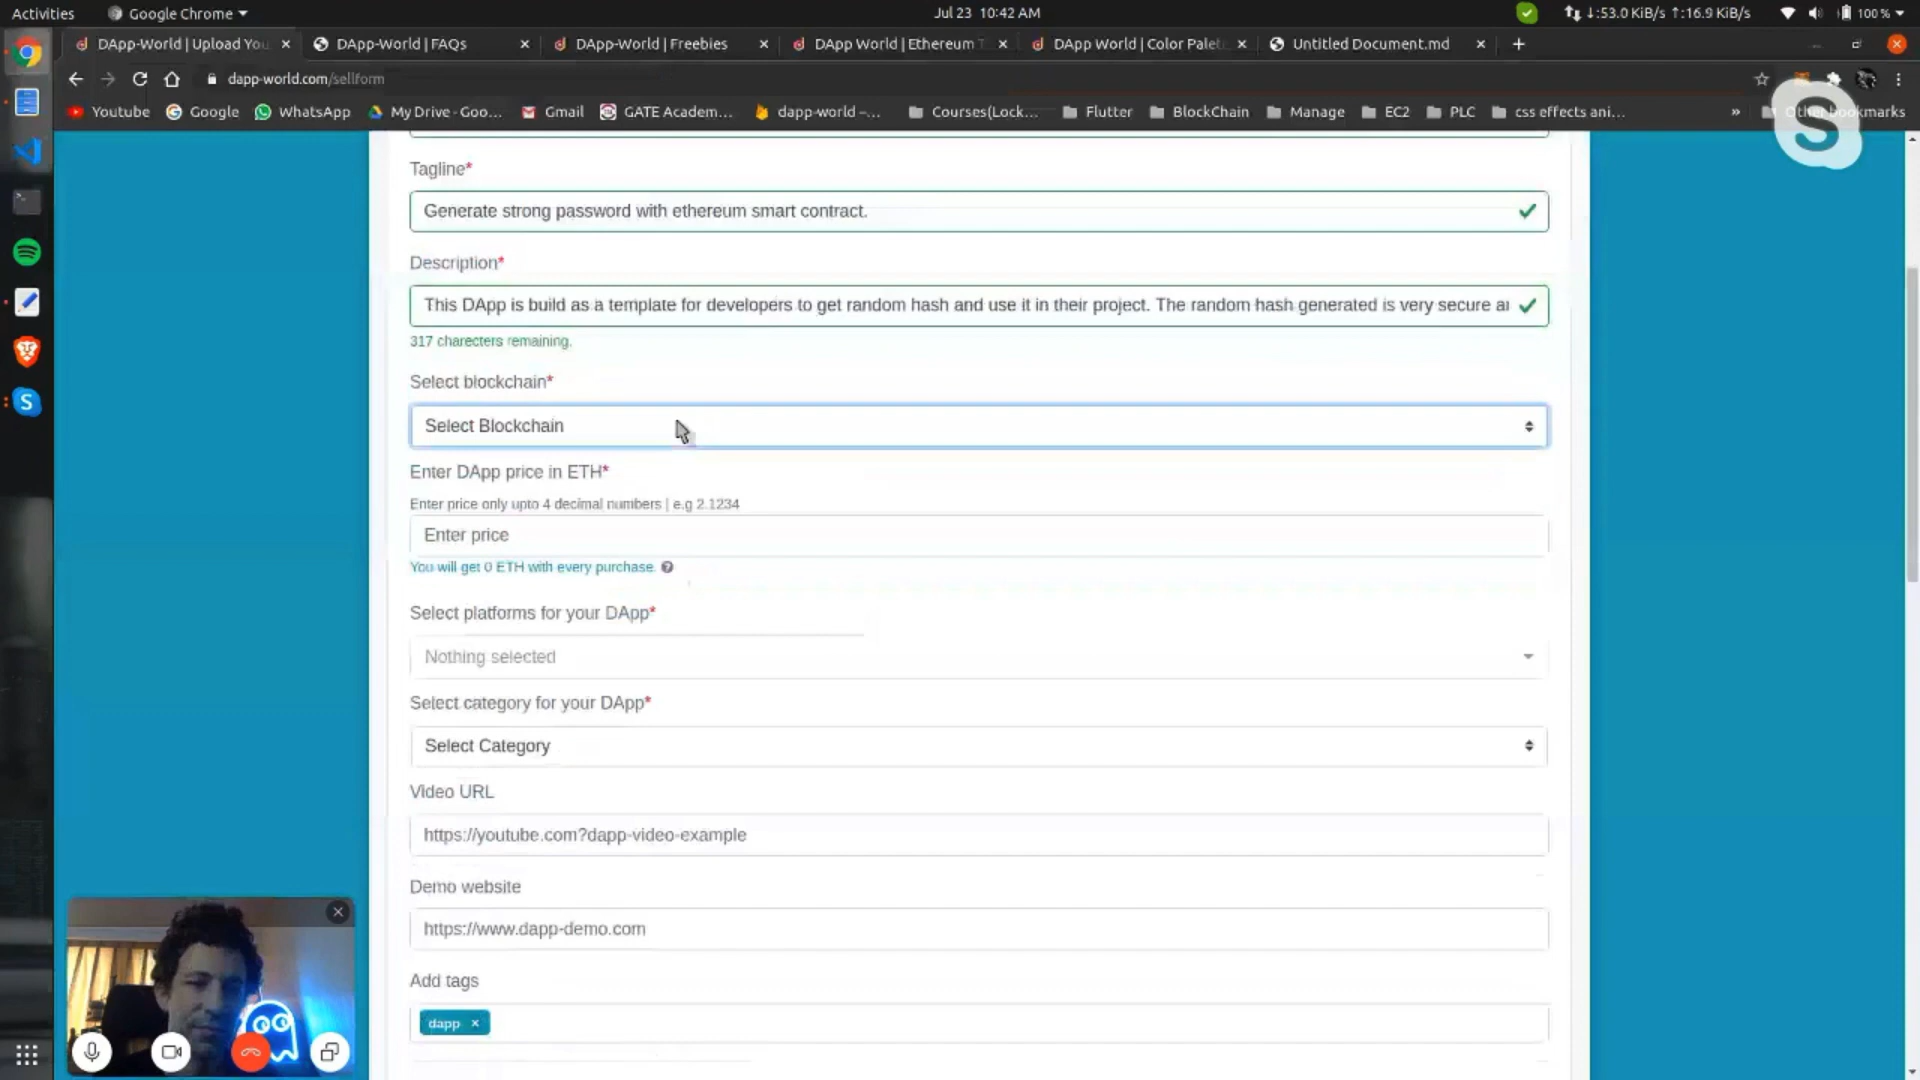 Activities Google Chrome Jul 23 10:42 AM ↓:53.0 KiB/s ↑:16.9 KiB/s 100 %
DApp-World | Upload You DApp-World | FAQs DApp-World | Freebies DApp World | Ethereum T DApp World | Color Palet Untitled Document.md
dapp-world.com/sellform
Youtube Google WhatsApp My Drive - Goo... Gmail GATE Academ... dapp-world –... Courses(Lock... Flutter BlockChain Manage EC2 PLC css effects ani... » Other bookmarks
Tagline*
Generate strong password with ethereum smart contract.
Description*
This DApp is build as a template for developers to get random hash and use it in their project. The random hash generated is very secure ar
317 charecters remaining.
Select blockchain*
Select Blockchain
Enter DApp price in ETH*
Enter price only upto 4 decimal numbers | e.g 2.1234
Enter price
You will get 0 ETH with every purchase.
Select platforms for your DApp*
Nothing selected
Select category for your DApp*
Select Category
Video URL
https://youtube.com?dapp-video-example
Demo website
https://www.dapp-demo.com
Add tags
dapp ×